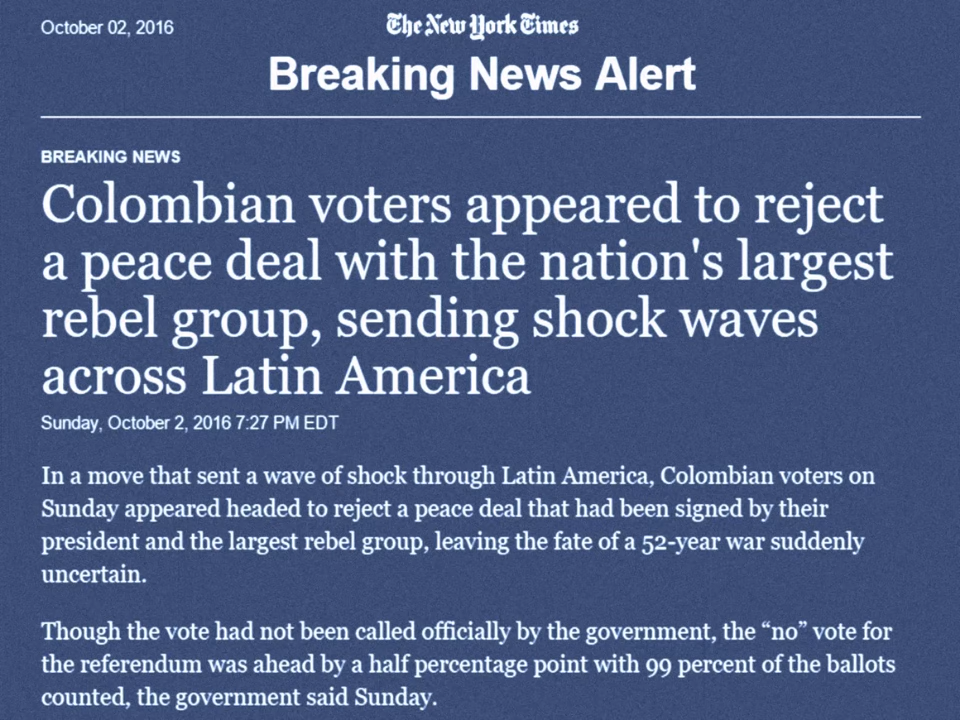 October 02, 2016
The New York Times
Breaking News Alert
BREAKING NEWS
Colombian voters appeared to reject
a peace deal with the nation's largest
rebel group, sending shock waves
across Latin America
Sunday, October 2, 2016 7:27 PM EDT
In a move that sent a wave of shock through Latin America, Colombian voters on
Sunday appeared headed to reject a peace deal that had been signed by their
president and the largest rebel group, leaving the fate of a 52-year war suddenly
uncertain.
Though the vote had not been called officially by the government, the “no” vote for
the referendum was ahead by a half percentage point with 99 percent of the ballots
counted, the government said Sunday.